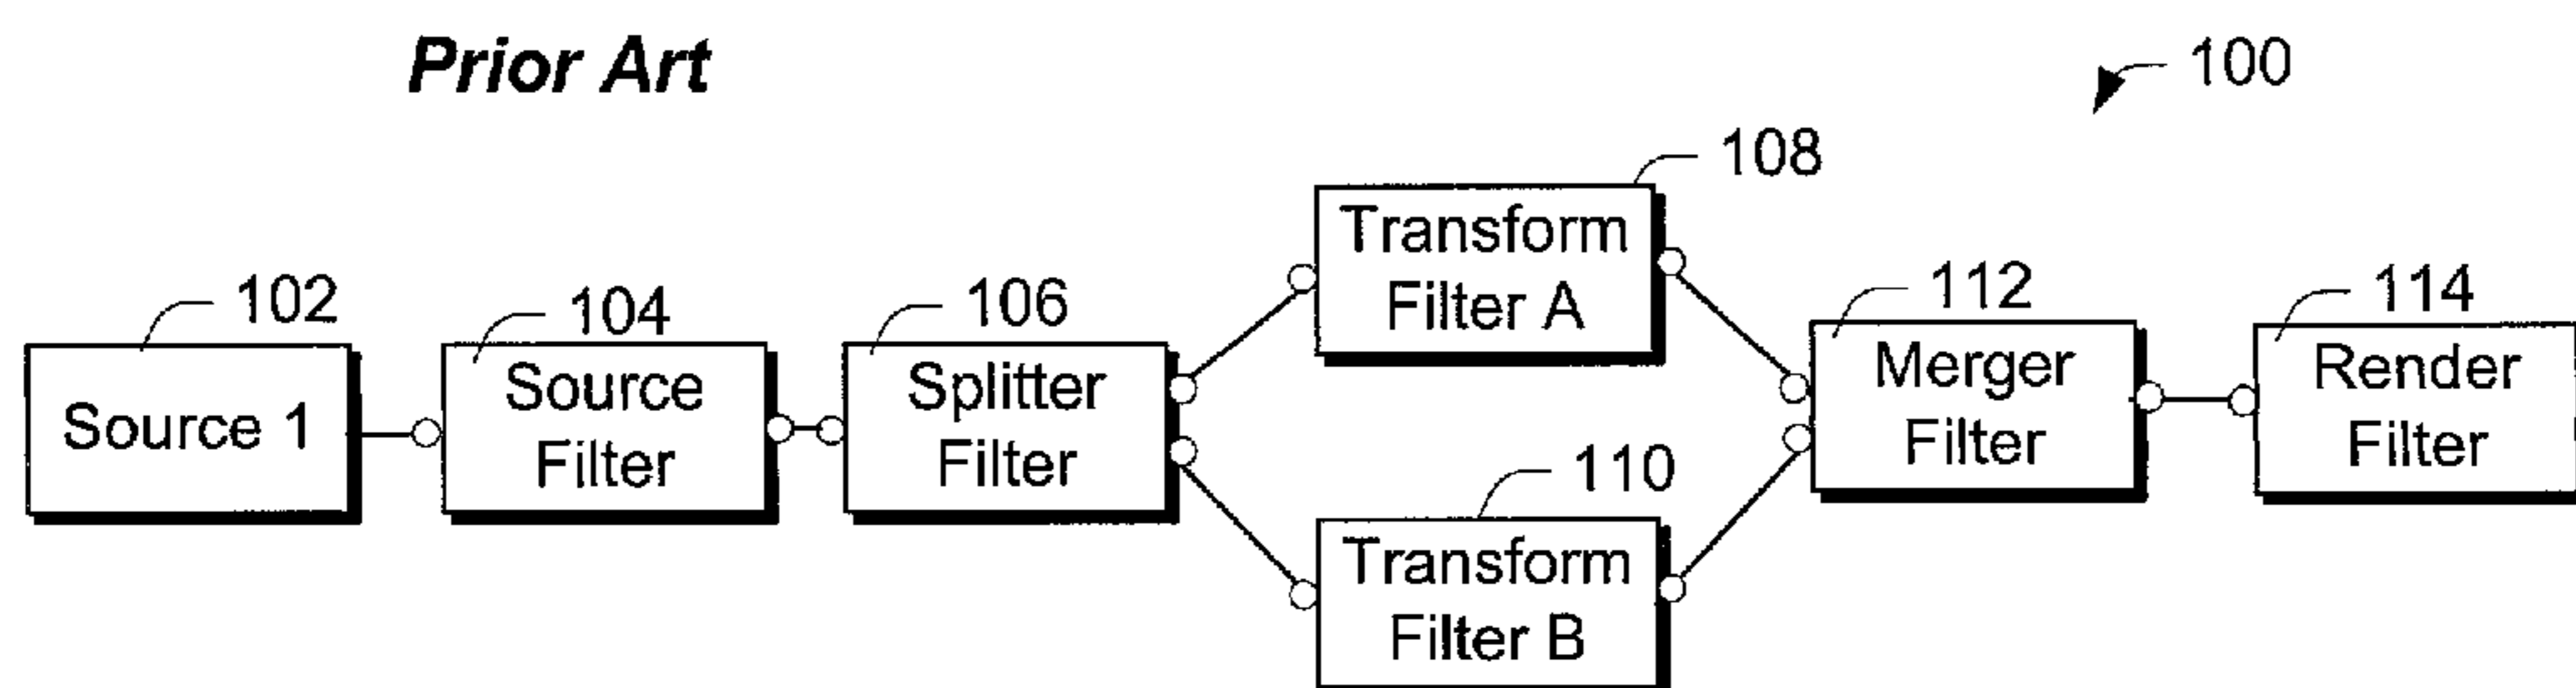 Prior Art
100
108
Transform
Filter A
102
Source 1
104
Source
Filter
106
Splitter
Filter
110
Transform
Filter B
112
Merger
Filter
114
Render
Filter